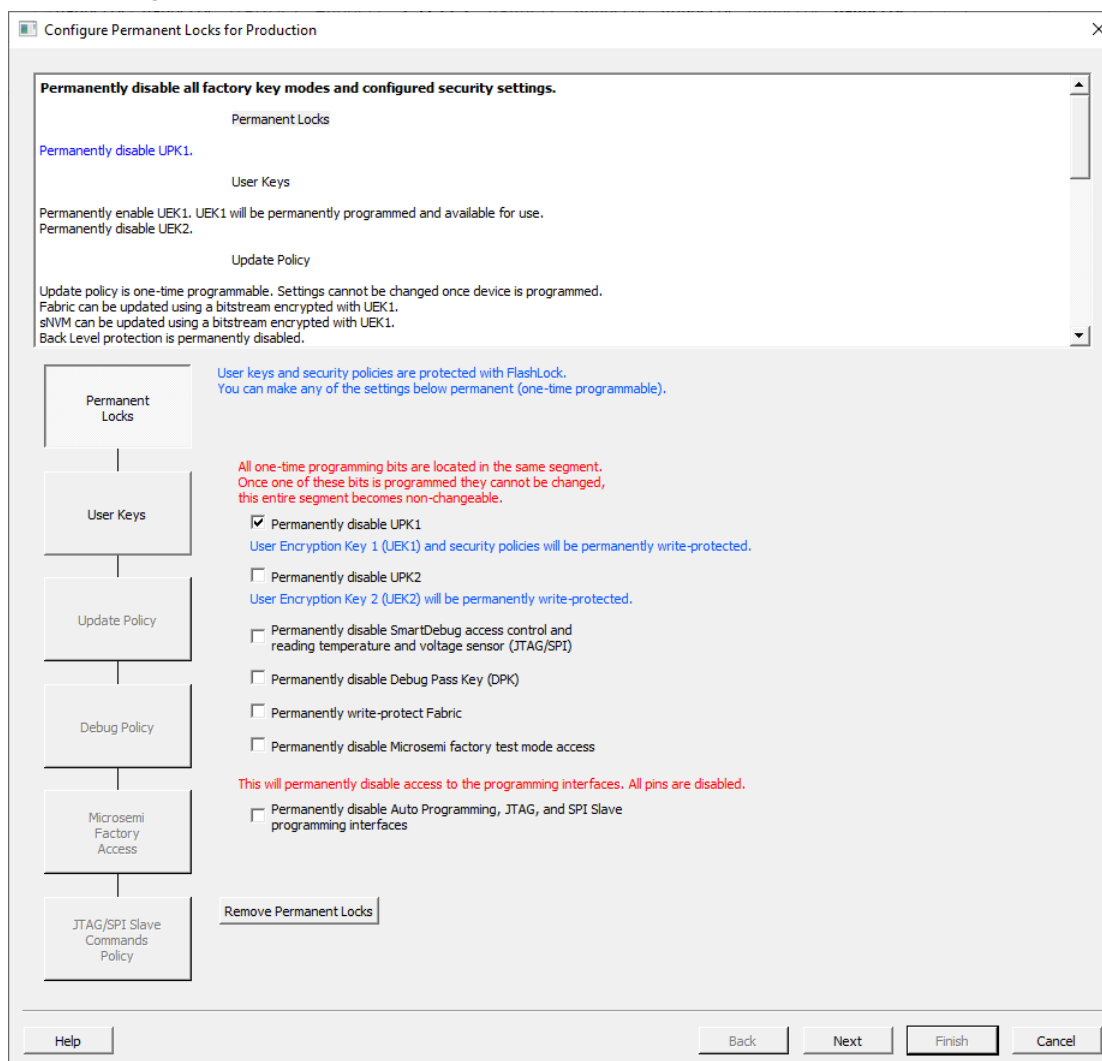 Configure Permanent Locks for Production
Permanently disable all factory key modes and configured security settings.
Permanent Locks
Permanently disable UPK1.
User Keys
Permanently enable UEK1. UEK1 will be permanently programmed and available for use.
Permanently disable UEK2.
Update Policy
Update policy is one-time programmable. Settings cannot be changed once device is programmed.
Fabric can be updated using a bitstream encrypted with UEK1.
sNVM can be updated using a bitstream encrypted with UEK1.
Back Level protection is permanently disabled.
Permanent
Locks
User keys and security policies are protected with FlashLock.
You can make any of the settings below permanent (one-time programmable).
All one-time programming bits are located in the same segment.
Once one of these bits is programmed they cannot be changed,
this entire segment becomes non-changeable.
User Keys
Permanently disable UPK1
User Encryption Key 1 (UEK1) and security policies will be permanently write-protected.
Permanently disable UPK2
User Encryption Key 2 (UEK2) will be permanently write-protected.
Update Policy
Permanently disable SmartDebug access control and
reading temperature and voltage sensor (JTAG/SPI)
Permanently disable Debug Pass Key (DPK)
Debug Policy
Permanently write-protect Fabric
Permanently disable Microsemi factory test mode access
This will permanently disable access to the programming interfaces. All pins are disabled.
Microsemi
Factory
Access
Permanently disable Auto Programming, JTAG, and SPI Slave
programming interfaces
JTAG/SPI Slave
Commands
Policy
Remove Permanent Locks
Help
Back
Next
Finish
Cancel